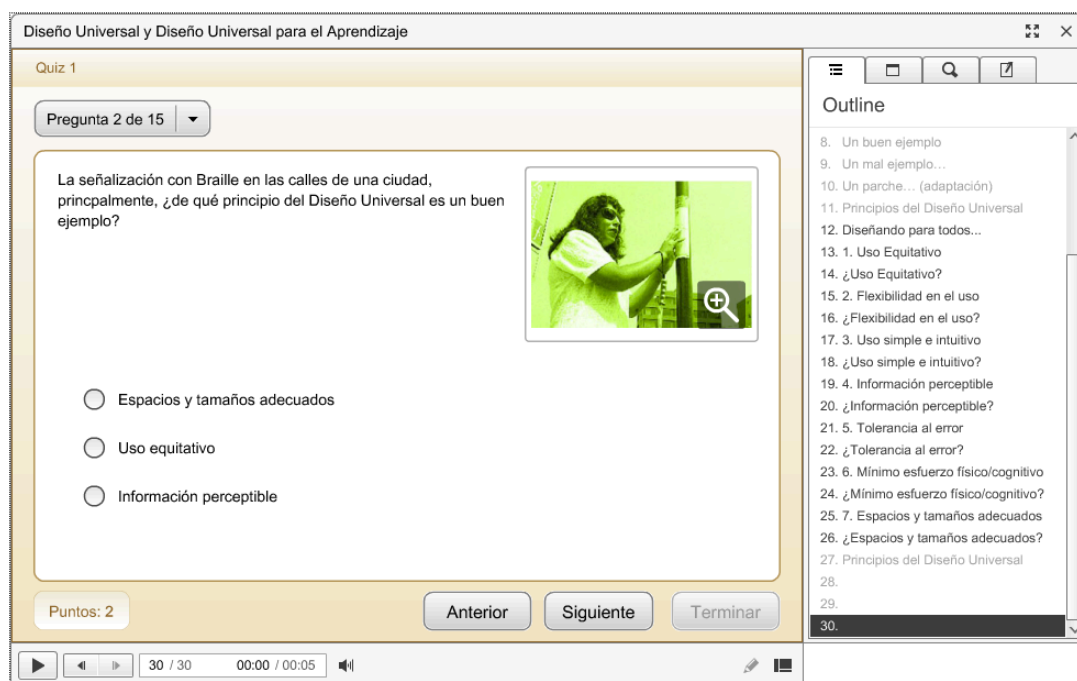 Diseño Universal y Diseño Universal para el Aprendizaje
Quiz 1
Pregunta 2 de 15
La señalización con Braille en las calles de una ciudad,
princpalmente, ¿de qué principio del Diseño Universal es un buen
ejemplo?
Espacios y tamaños adecuados
Uso equitativo
Información perceptible
Puntos: 2
Anterior
Siguiente
Terminar
30 / 30
00:00 / 00:05
Outline
8. Un buen ejemplo
9. Un mal ejemplo...
10. Un parche... (adaptación)
11. Principios del Diseño Universal
12. Diseñando para todos...
13. 1. Uso Equitativo
14. ¿Uso Equitativo?
15. 2. Flexibilidad en el uso
16. ¿Flexibilidad en el uso?
17. 3. Uso simple e intuitivo
18. ¿Uso simple e intuitivo?
19. 4. Información perceptible
20. ¿Información perceptible?
21. 5. Tolerancia al error
22. ¿Tolerancia al error?
23. 6. Mínimo esfuerzo físico/cognitivo
24. ¿Mínimo esfuerzo físico/cognitivo?
25. 7. Espacios y tamaños adecuados
26. ¿Espacios y tamaños adecuados?
27. Principios del Diseño Universal
28.
29.
30.